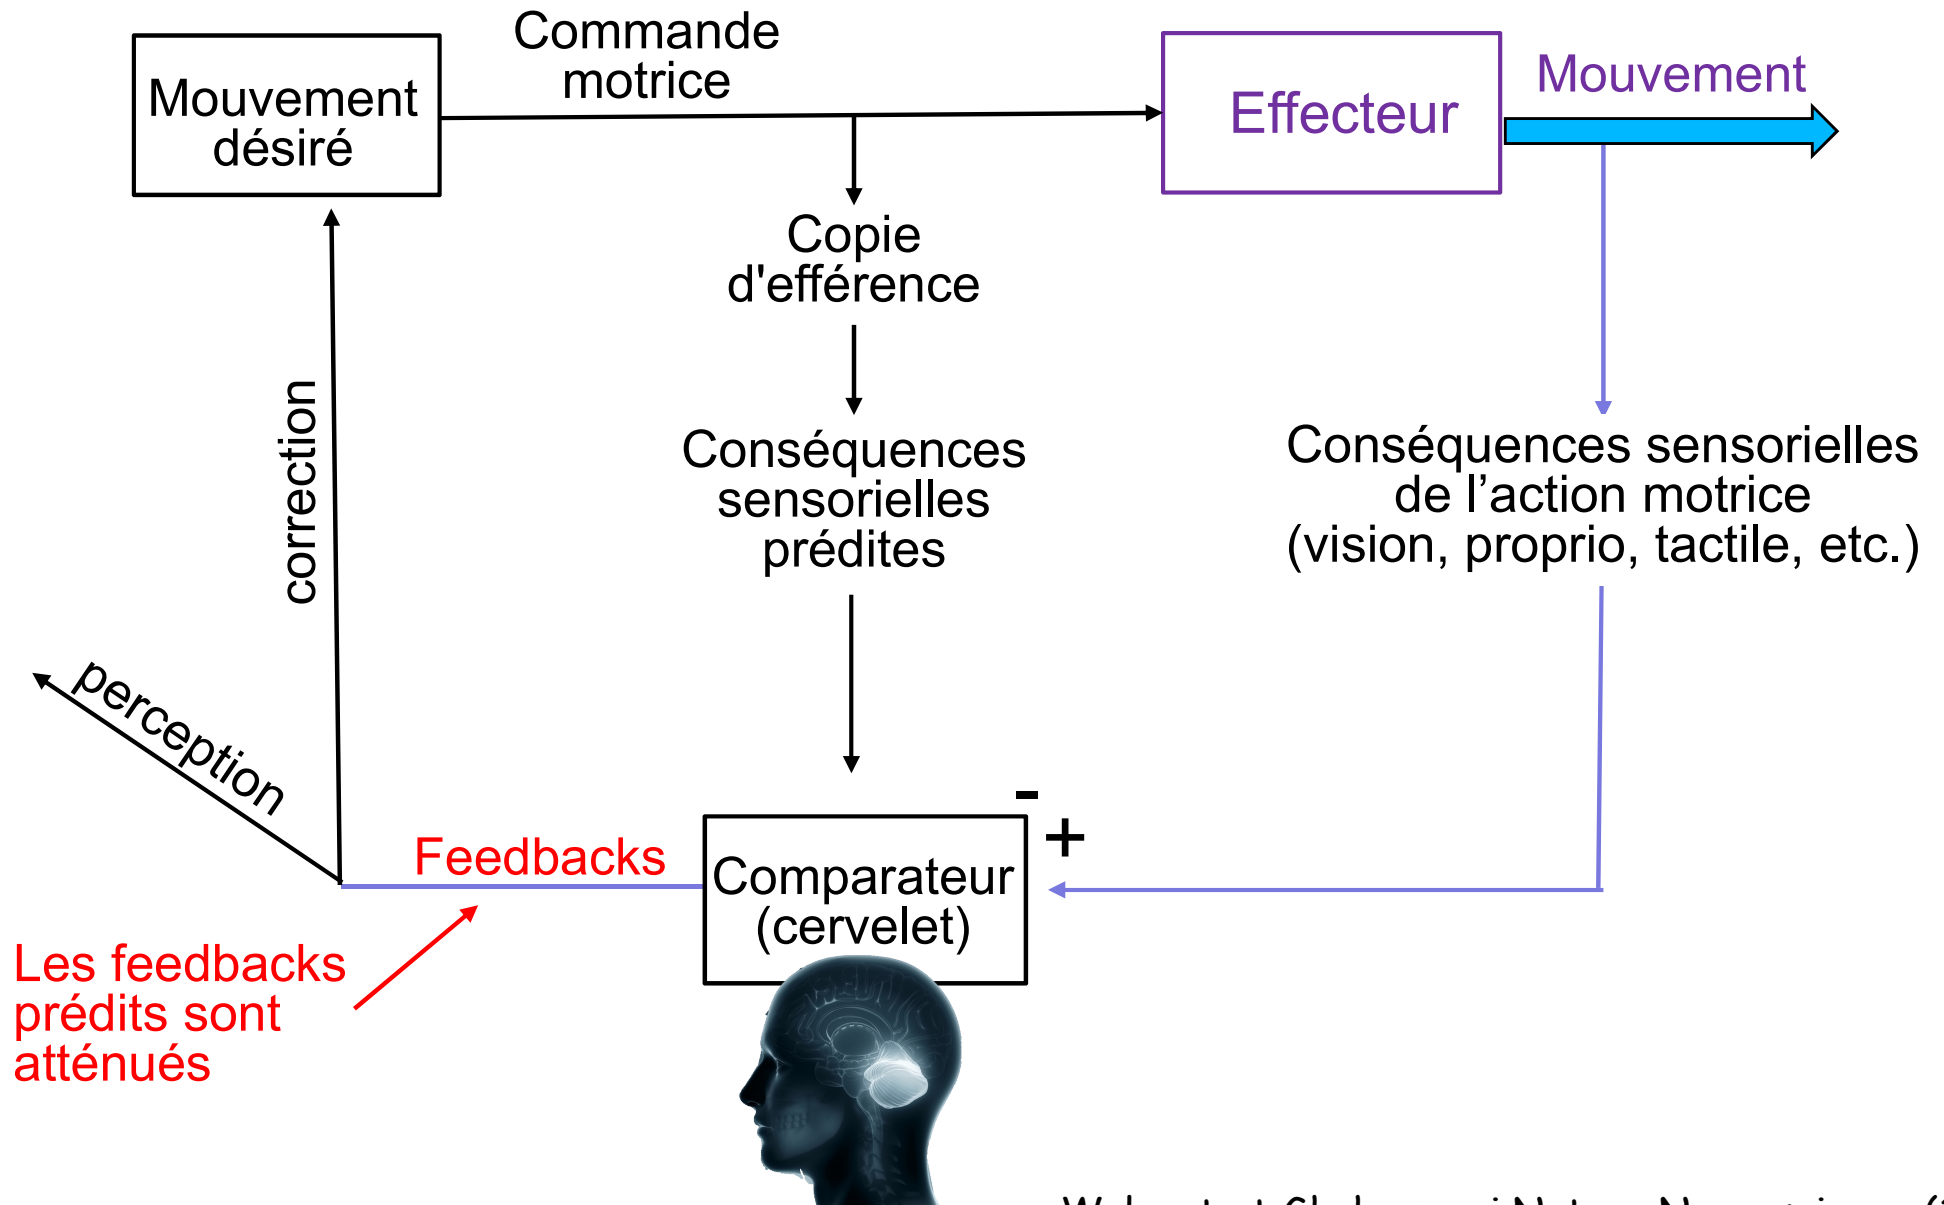 Commande
motrice
Mouvement
désiré
Effecteur
Mouvement
Copie
d'efférence
correction
Conséquences
sensorielles
prédites
Conséquences sensorielles
de l’action motrice
(vision, proprio, tactile, etc.)
perception
-
+
Feedbacks
Comparateur
(cervelet)
Les feedbacks
prédits sont
atténués